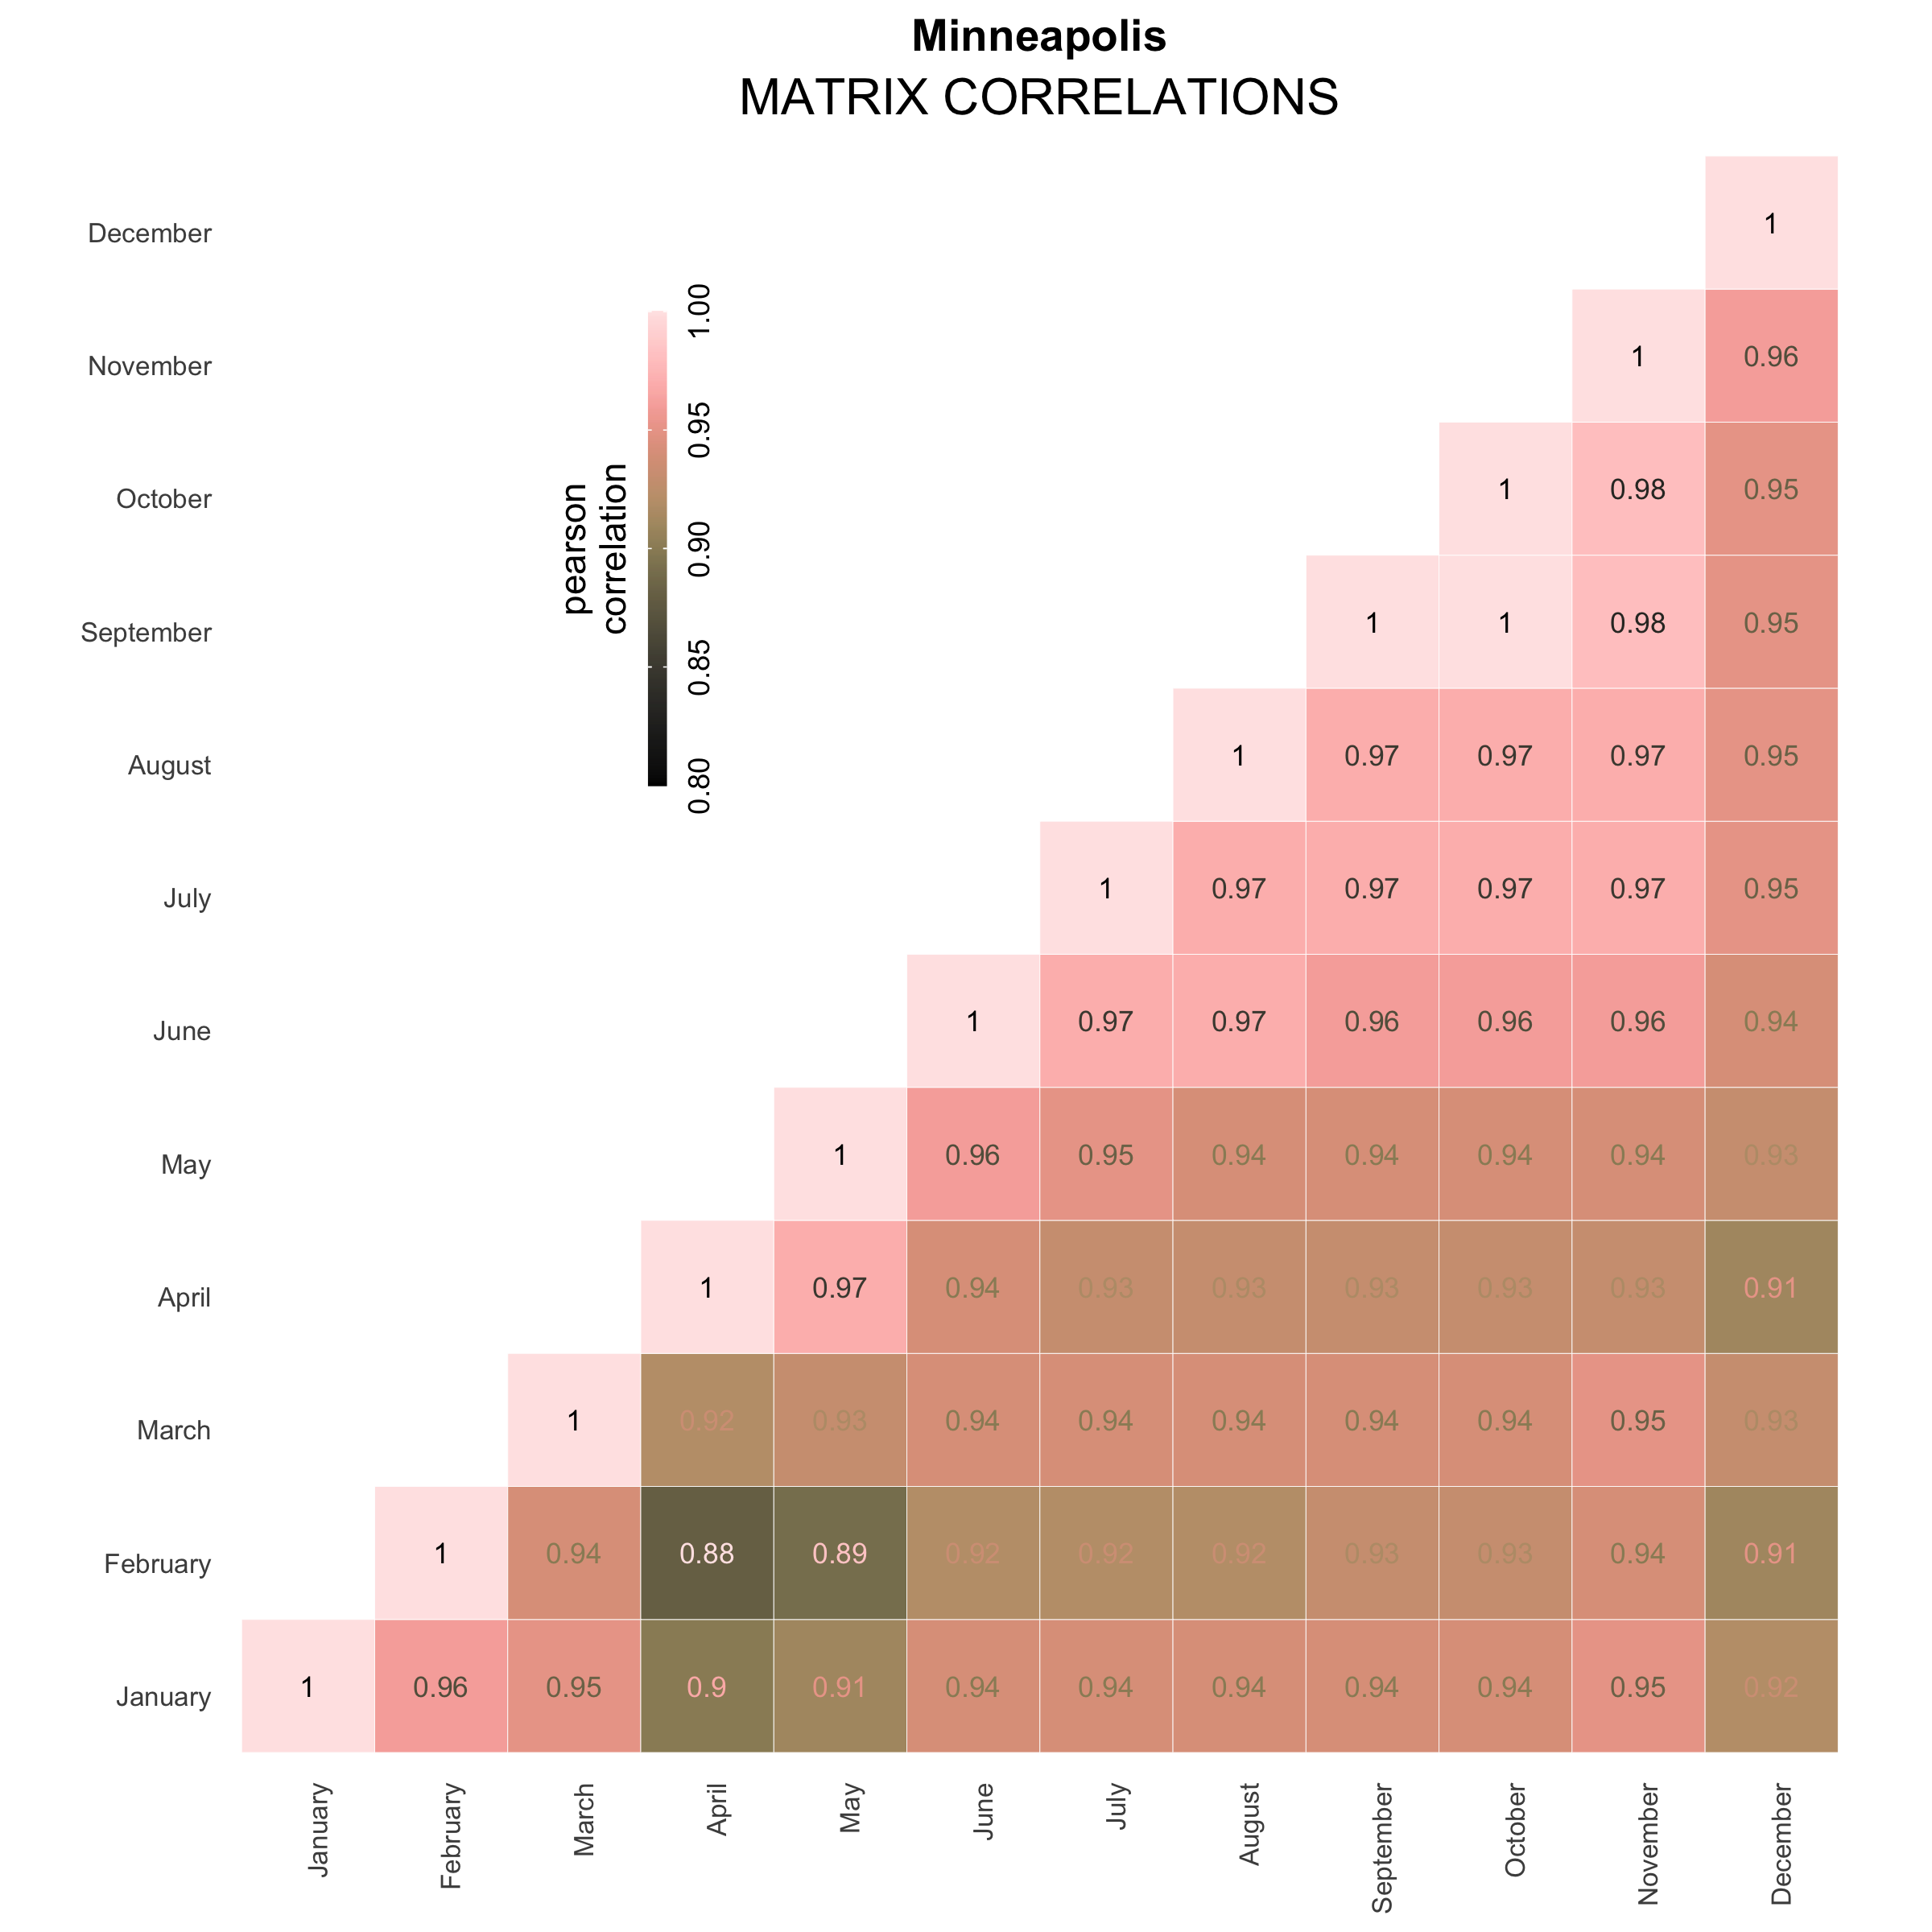 Minneapolis
MATRIX CORRELATIONS
pearson
correlation
1.00
0.95
0.90
0.85
0.80
December 1
November 1 0.96
October 1 0.98 0.95
September 1 1 0.98 0.95
August 1 0.97 0.97 0.97 0.95
July 1 0.97 0.97 0.97 0.97 0.95
June 1 0.97 0.97 0.96 0.96 0.96 0.94
May 1 0.96 0.95 0.94 0.94 0.94 0.94 0.93
April 1 0.97 0.94 0.93 0.93 0.93 0.93 0.93 0.91
March 1 0.92 0.93 0.94 0.94 0.94 0.94 0.94 0.95 0.93
February 1 0.94 0.88 0.89 0.92 0.92 0.92 0.93 0.93 0.94 0.91
January 1 0.96 0.95 0.9 0.91 0.94 0.94 0.94 0.94 0.94 0.95 0.92
January February March April May June July August September October November December